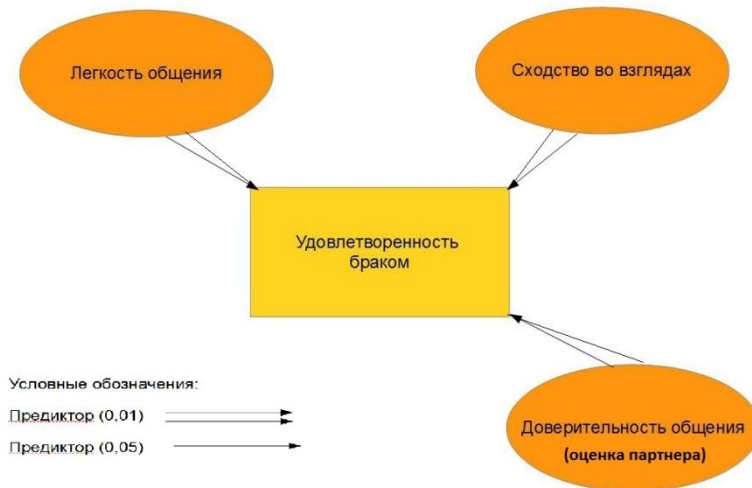 Легкость общения
Сходство во взглядах
Удовлетворенность
браком
Условные обозначения:
Предиктор (0,01)
Предиктор (0,05)
Доверительность общения
(оценка партнера)